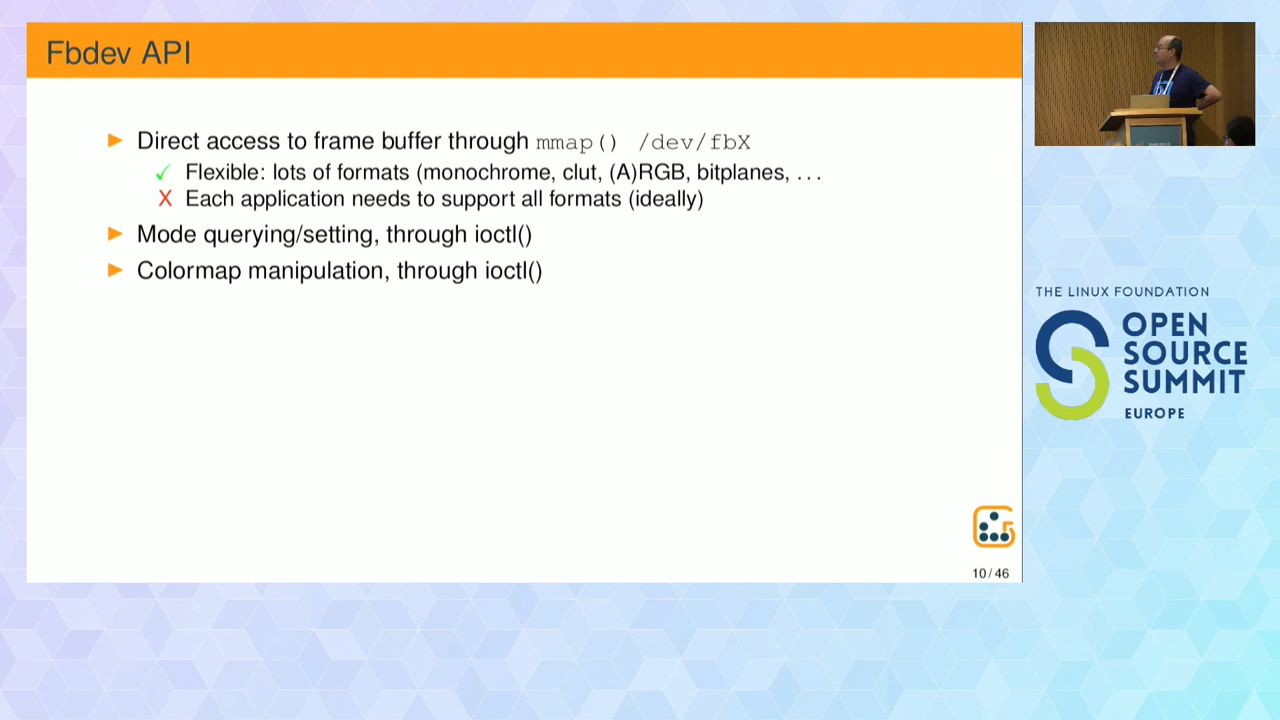 Fbdev API
Direct access to frame buffer through mmap() /dev/fbX
✓ Flexible: lots of formats (monochrome, clut, (A)RGB, bitplanes, ...
X Each application needs to support all formats (ideally)
Mode querying/setting, through ioctl()
Colormap manipulation, through ioctl()
10 / 46
THE LINUX FOUNDATION
OPEN
SOURCE
SUMMIT
EUROPE